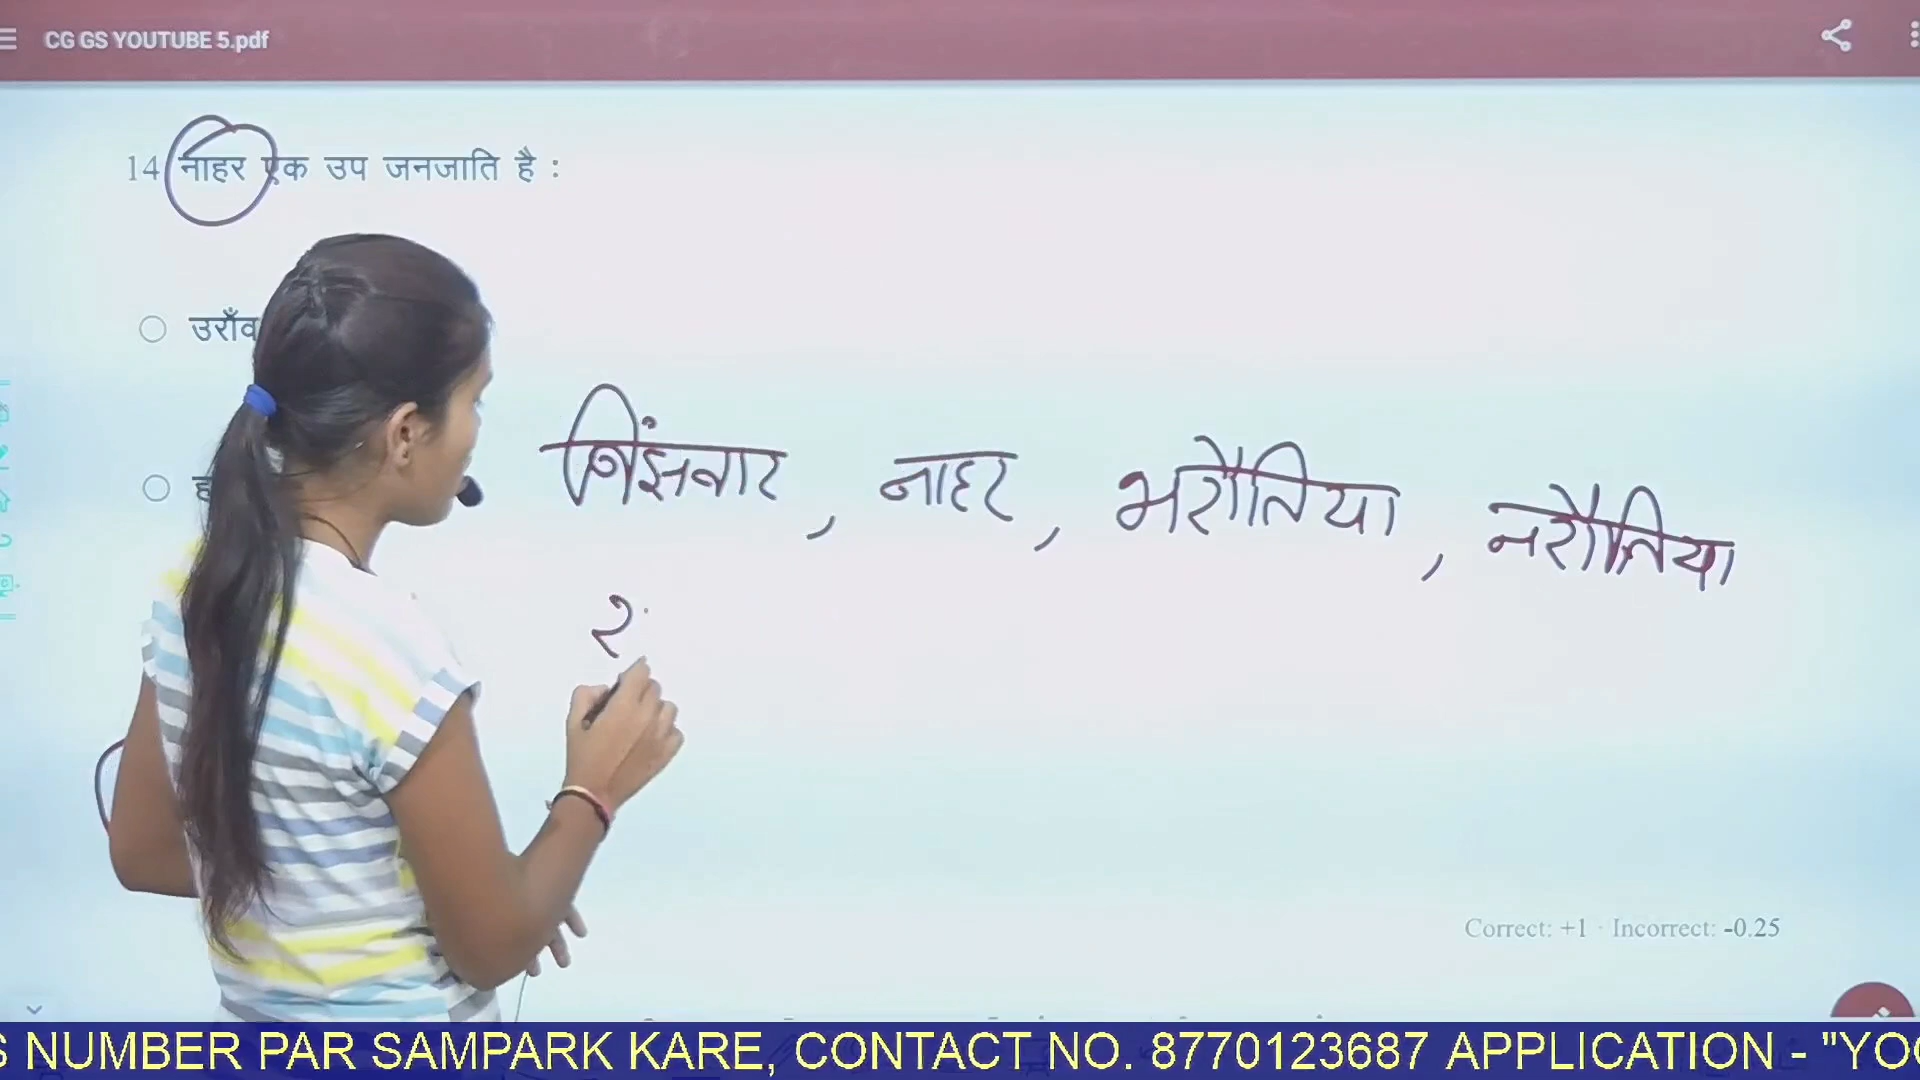 CG GS YOUTUBE 5.pdf
14 नाहर एक उप जनजाति है :
उराँव
बिंझवार , नाहर , भरौतिया , नरौतिया
Correct: +1 · Incorrect: -0.25
S NUMBER PAR SAMPARK KARE, CONTACT NO. 8770123687 APPLICATION - "YO